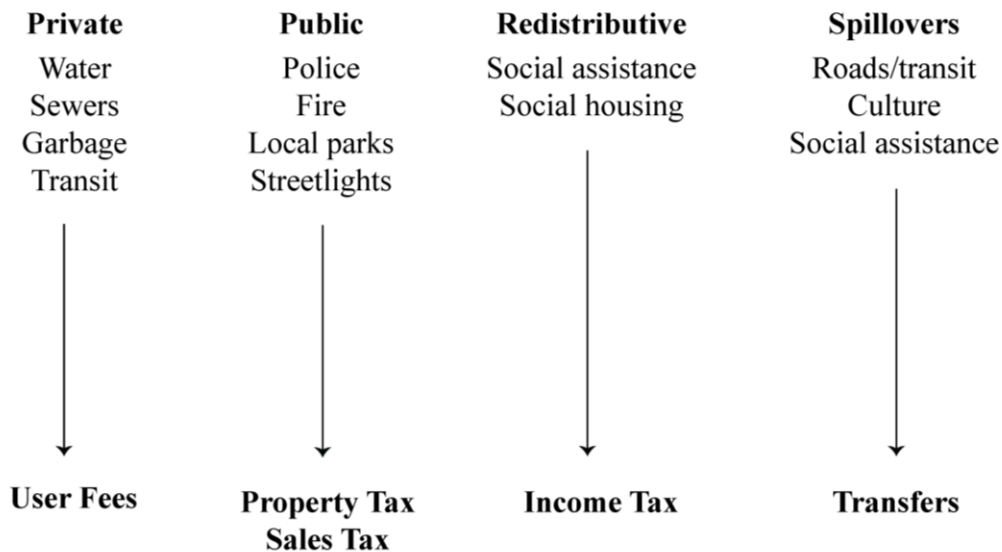 Private
Water
Sewers
Garbage
Transit
User Fees
Public
Police
Fire
Local parks
Streetlights
Property Tax
Sales Tax
Redistributive
Social assistance
Social housing
Income Tax
Spillovers
Roads/transit
Culture
Social assistance
Transfers